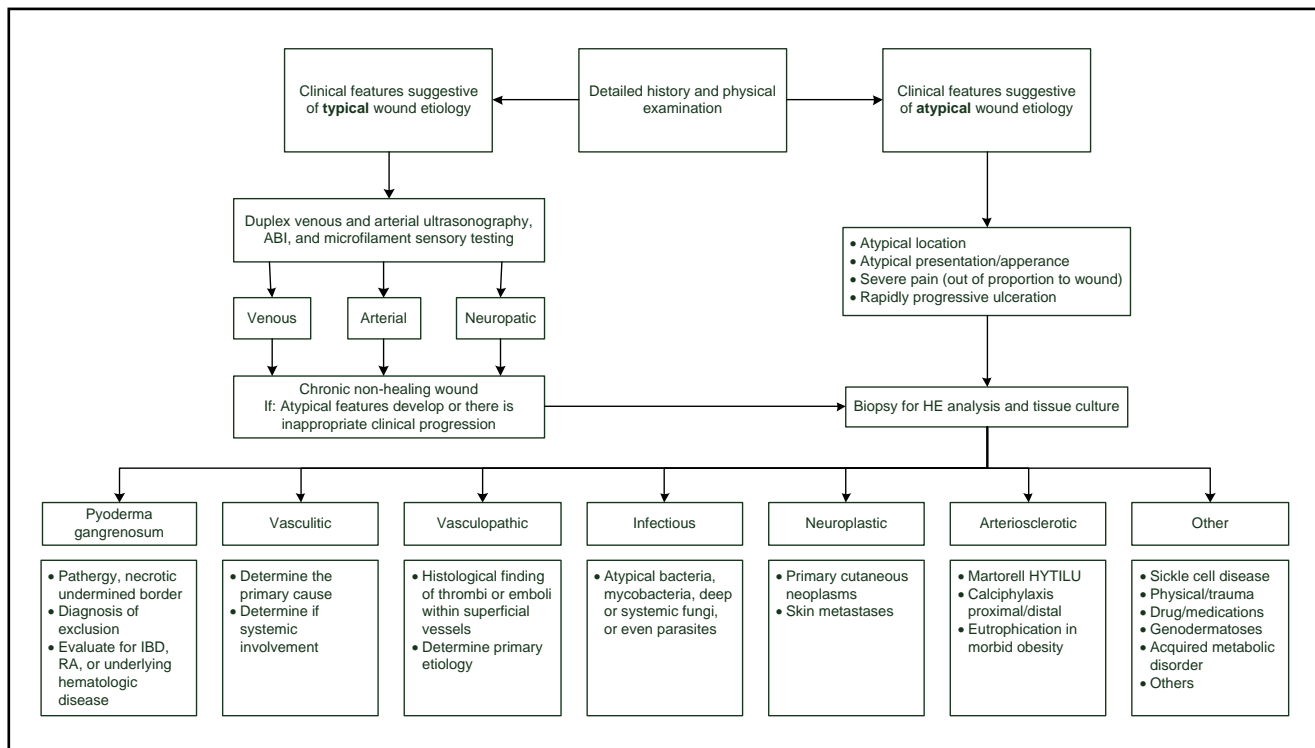 Clinical features suggestive
of typical wound etiology
Detailed history and physical
examination
Clinical features suggestive
of atypical wound etiology
Duplex venous and arterial ultrasonography,
ABI, and microfilament sensory testing
• Atypical location
• Atypical presentation/apperance
• Severe pain (out of proportion to wound)
• Rapidly progressive ulceration
Venous
Arterial
Neuropatic
Chronic non-healing wound
If: Atypical features develop or there is
inappropriate clinical progression
Biopsy for HE analysis and tissue culture
Pyoderma
gangrenosum
Vasculitic
Vasculopathic
Infectious
Neuroplastic
Arteriosclerotic
Other
• Pathergy, necrotic
undermined border
• Diagnosis of
exclusion
• Evaluate for IBD,
RA, or underlying
hematologic
disease
• Determine the
primary cause
• Determine if
systemic
involvement
• Histological finding
of thrombi or emboli
within superficial
vessels
• Determine primary
etiology
• Atypical bacteria,
mycobacteria, deep
or systemic fungi,
or even parasites
• Primary cutaneous
neoplasms
• Skin metastases
• Martorell HYTILU
• Calciphylaxis
proximal/distal
• Eutrophication in
morbid obesity
• Sickle cell disease
• Physical/trauma
• Drug/medications
• Genodermatoses
• Acquired metabolic
disorder
• Others